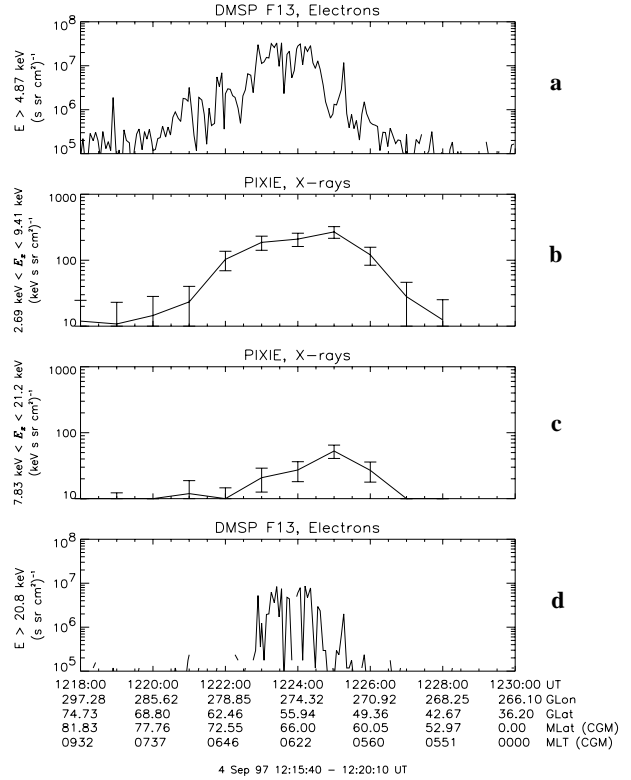 DMSP F13, Electrons
10⁸
10⁷
10⁶
10⁵
E > 4.87 keV
(s sr cm²)⁻¹
a
PIXIE, X-rays
1000
100
10
2.69 keV < Eₓ < 9.41 keV
(keV s sr cm²)⁻¹
b
PIXIE, X-rays
1000
100
10
7.83 keV < Eₓ < 21.2 keV
(keV s sr cm²)⁻¹
c
DMSP F13, Electrons
10⁸
10⁷
10⁶
10⁵
E > 20.8 keV
(s sr cm²)⁻¹
d
1218:00 1220:00 1222:00 1224:00 1226:00 1228:00 1230:00 UT
297.28 285.62 278.85 274.32 270.92 268.25 266.10 GLon
74.73 68.80 62.46 55.94 49.36 42.67 36.20 GLat
81.83 77.76 72.55 66.00 60.05 52.97 0.00 MLat (CGM)
0932 0737 0646 0622 0560 0551 0000 MLT (CGM)
4 Sep 97 12:15:40 – 12:20:10 UT